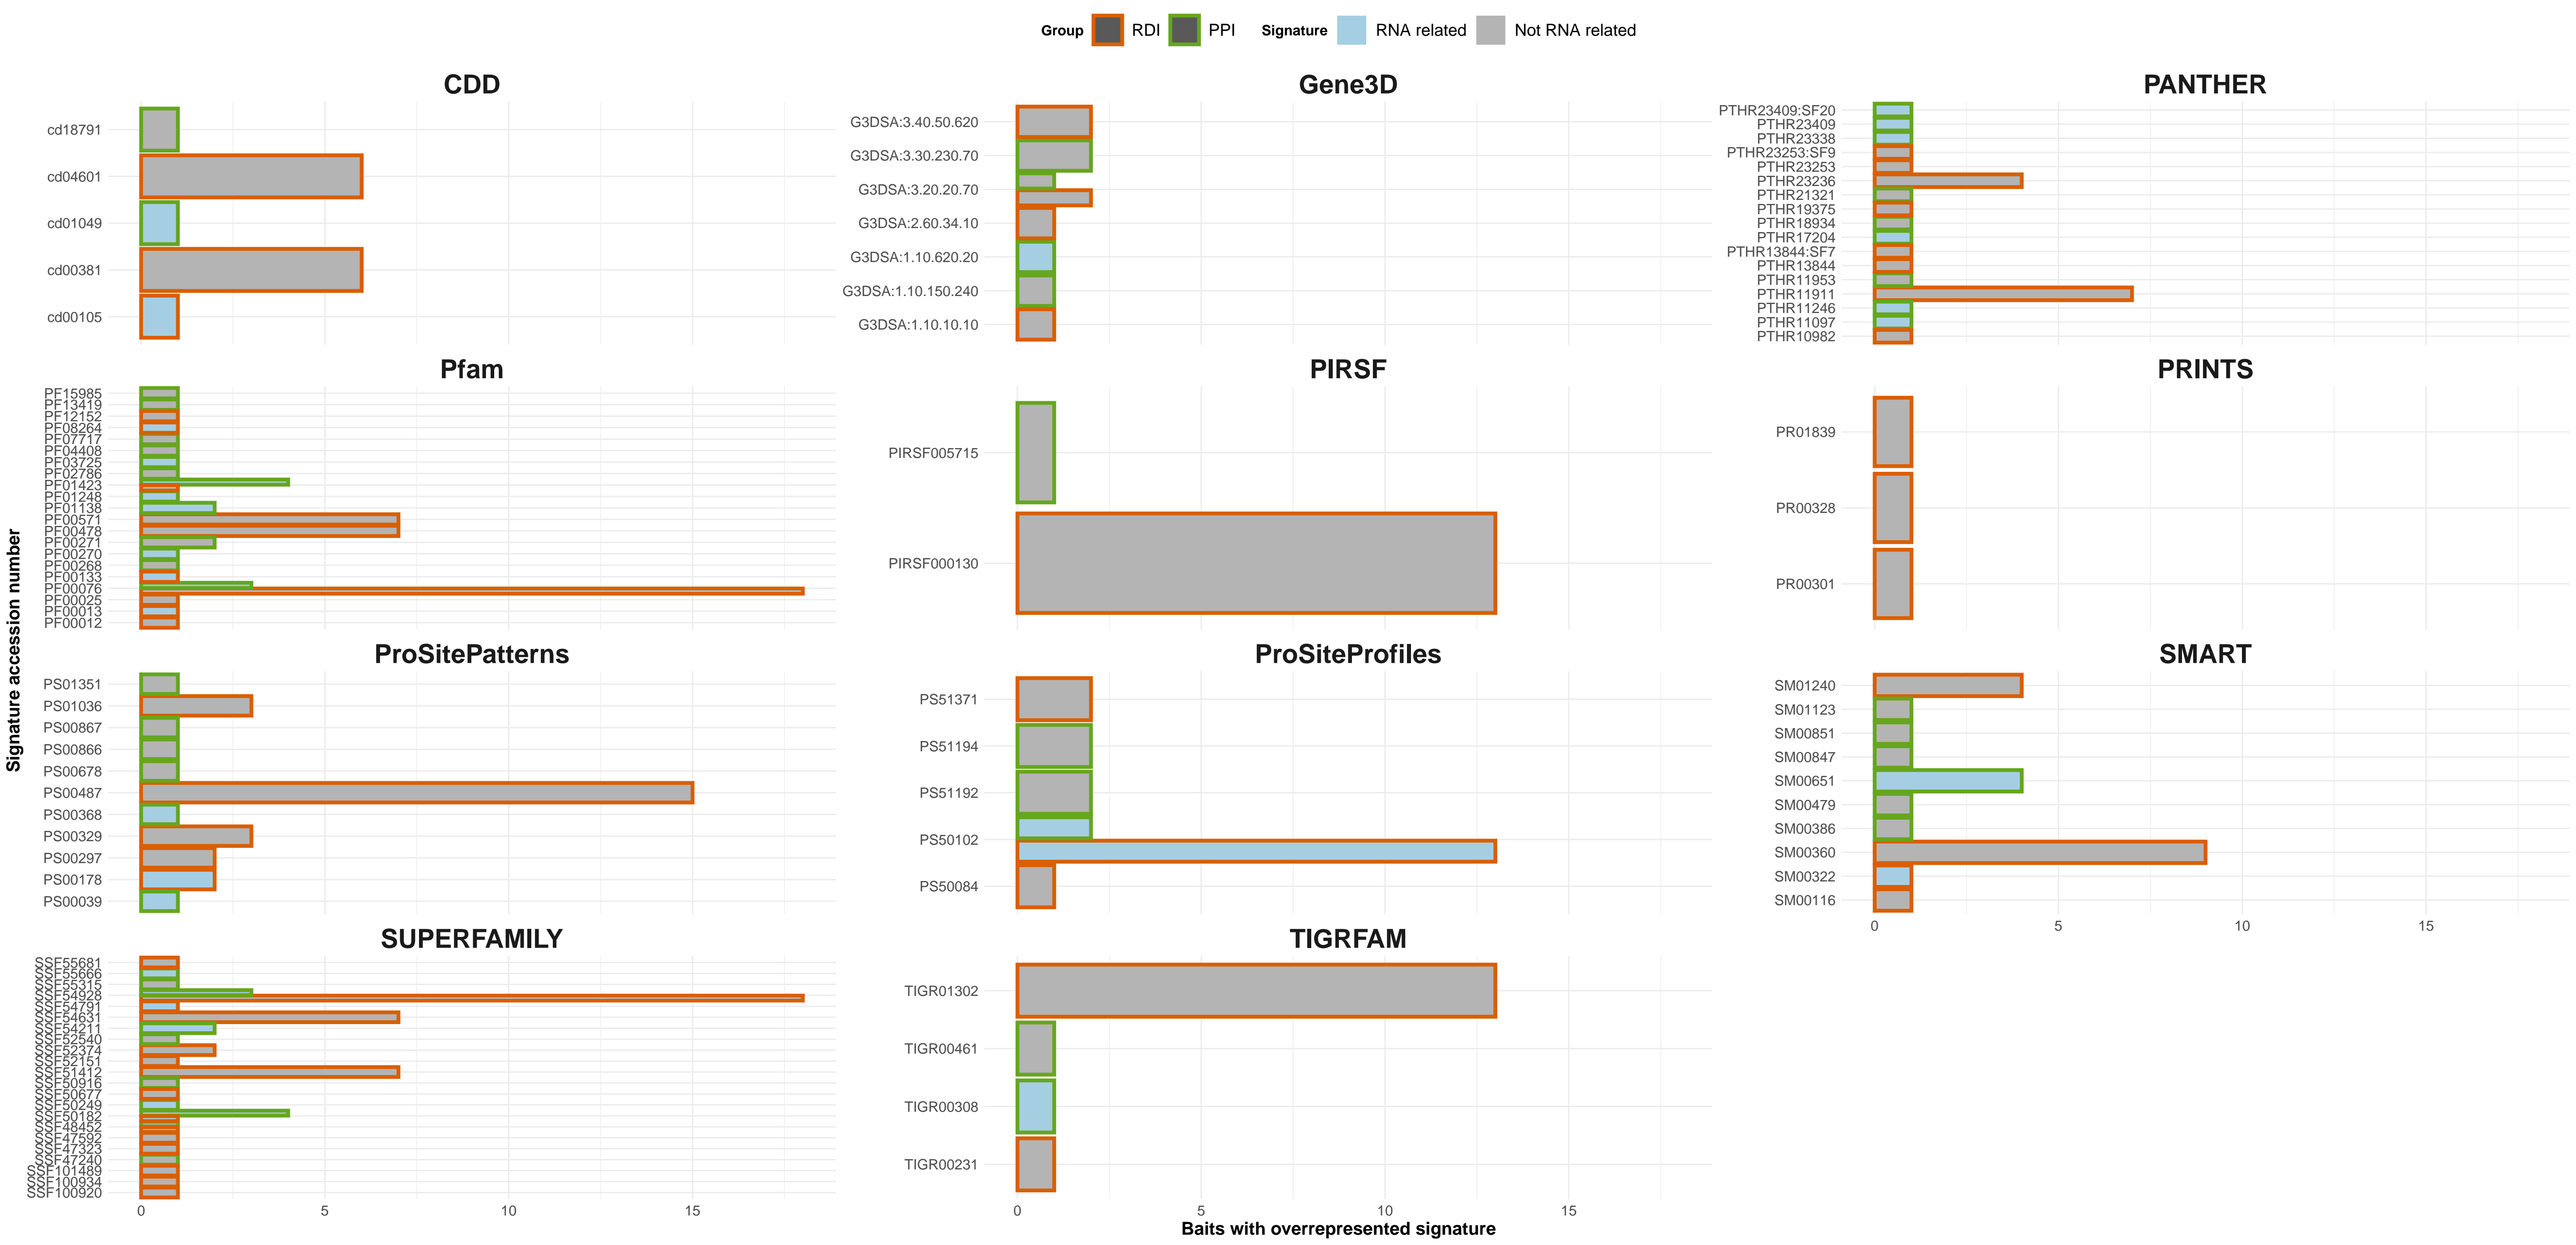 Group RDI PPI Signature RNA related Not RNA related
CDD
cd18791
cd04601
cd01049
cd00381
cd00105
Gene3D
G3DSA:3.40.50.620
G3DSA:3.30.230.70
G3DSA:3.20.20.70
G3DSA:2.60.34.10
G3DSA:1.10.620.20
G3DSA:1.10.150.240
G3DSA:1.10.10.10
PANTHER
PTHR23409:SF20
PTHR23409
PTHR23338
PTHR23253:SF9
PTHR23253
PTHR23236
PTHR21321
PTHR19375
PTHR18934
PTHR17204
PTHR13844:SF7
PTHR13844
PTHR11953
PTHR11911
PTHR11246
PTHR11097
PTHR10982
Pfam
PF15985
PF13419
PF12152
PF08264
PF07717
PF04408
PF03725
PF02786
PF01423
PF01248
PF01138
PF00571
PF00478
PF00271
PF00270
PF00268
PF00133
PF00076
PF00025
PF00013
PF00012
PIRSF
PIRSF005715
PIRSF000130
PRINTS
PR01839
PR00328
PR00301
ProSitePatterns
PS01351
PS01036
PS00867
PS00866
PS00678
PS00487
PS00368
PS00329
PS00297
PS00178
PS00039
ProSiteProfiles
PS51371
PS51194
PS51192
PS50102
PS50084
SMART
SM01240
SM01123
SM00851
SM00847
SM00651
SM00479
SM00386
SM00360
SM00322
SM00116
0 5 10 15
SUPERFAMILY
SSF55681
SSF55666
SSF55315
SSF54928
SSF54791
SSF54631
SSF54211
SSF52540
SSF52374
SSF52151
SSF51412
SSF50916
SSF50677
SSF50249
SSF50182
SSF48452
SSF47592
SSF47323
SSF47240
SSF101489
SSF100934
SSF100920
0 5 10 15
TIGRFAM
TIGR01302
TIGR00461
TIGR00308
TIGR00231
0 5 10 15
Signature accession number
Baits with overrepresented signature